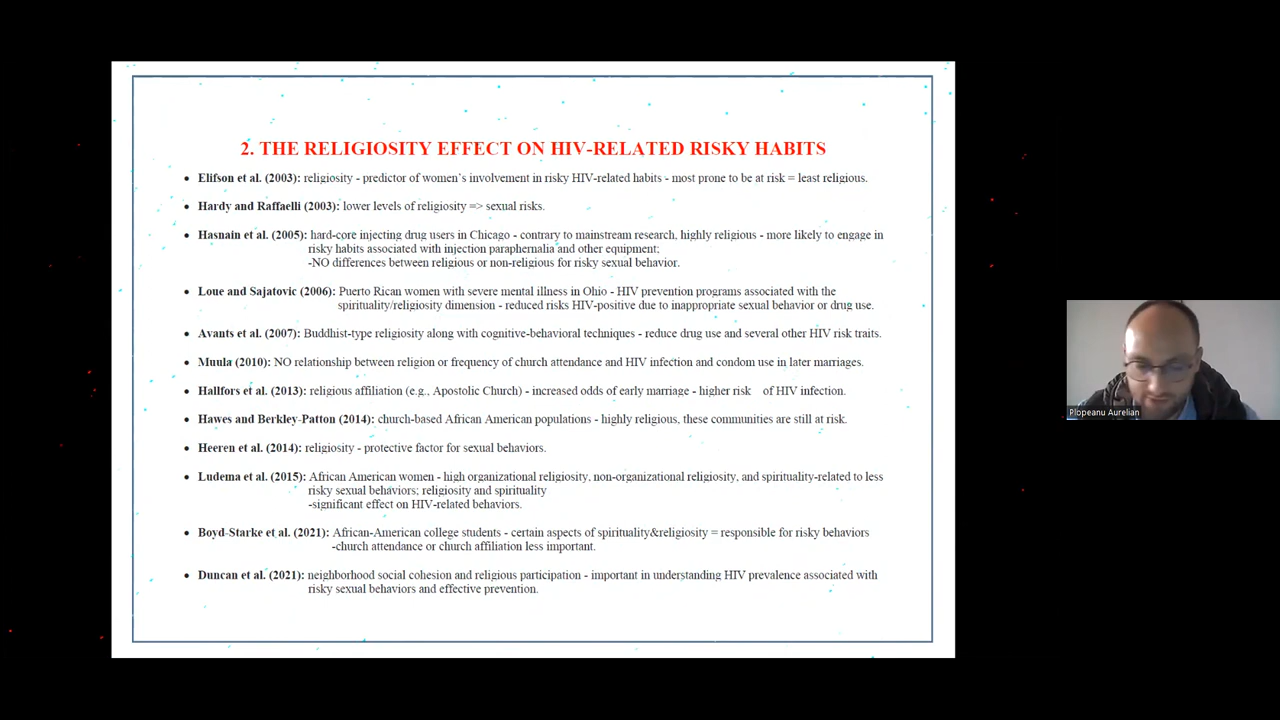 2. THE RELIGIOSITY EFFECT ON HIV-RELATED RISKY HABITS
• Elifson et al. (2003): religiosity - predictor of women's involvement in risky HIV-related habits - most prone to be at risk = least religious.
• Hardy and Raffaelli (2003): lower levels of religiosity => sexual risks.
• Hasnain et al. (2005): hard-core injecting drug users in Chicago - contrary to mainstream research, highly religious - more likely to engage in
risky habits associated with injection paraphernalia and other equipment;
-NO differences between religious or non-religious for risky sexual behavior.
• Loue and Sajatovic (2006): Puerto Rican women with severe mental illness in Ohio - HIV prevention programs associated with the
spirituality/religiosity dimension - reduced risks HIV-positive due to inappropriate sexual behavior or drug use.
• Avants et al. (2007): Buddhist-type religiosity along with cognitive-behavioral techniques - reduce drug use and several other HIV risk traits.
• Muula (2010): NO relationship between religion or frequency of church attendance and HIV infection and condom use in later marriages.
• Hallfors et al. (2013): religious affiliation (e.g., Apostolic Church) - increased odds of early marriage - higher risk of HIV infection.
• Hawes and Berkley-Patton (2014): church-based African American populations - highly religious, these communities are still at risk.
• Heeren et al. (2014): religiosity - protective factor for sexual behaviors.
• Ludema et al. (2015): African American women - high organizational religiosity, non-organizational religiosity, and spirituality-related to less
risky sexual behaviors; religiosity and spirituality
-significant effect on HIV-related behaviors.
• Boyd-Starke et al. (2021): African-American college students - certain aspects of spirituality&religiosity = responsible for risky behaviors
-church attendance or church affiliation less important.
• Duncan et al. (2021): neighborhood social cohesion and religious participation - important in understanding HIV prevalence associated with
risky sexual behaviors and effective prevention.
Plopeanu Aurelian